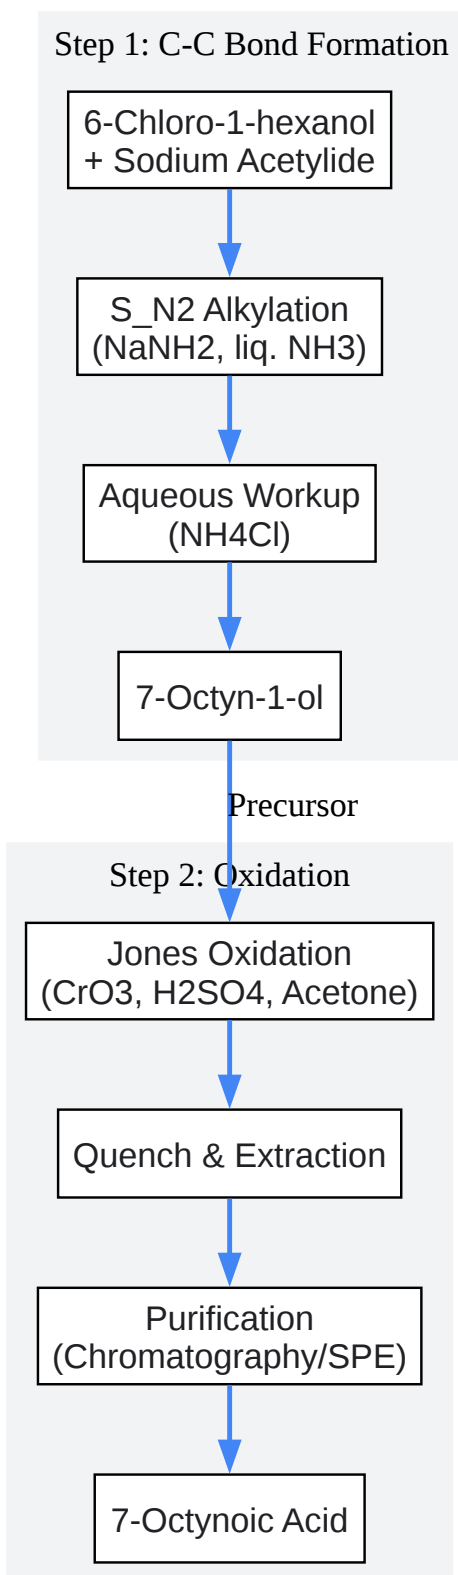 Step 1: C-C Bond Formation
6-Chloro-1-hexanol
+ Sodium Acetylide
S_N2 Alkylation
(NaNH2, liq. NH3)
Aqueous Workup
(NH4Cl)
7-Octyn-1-ol
Precursor
Step 2: Oxidation
Jones Oxidation
(CrO3, H2SO4, Acetone)
Quench & Extraction
Purification
(Chromatography/SPE)
7-Octynoic Acid